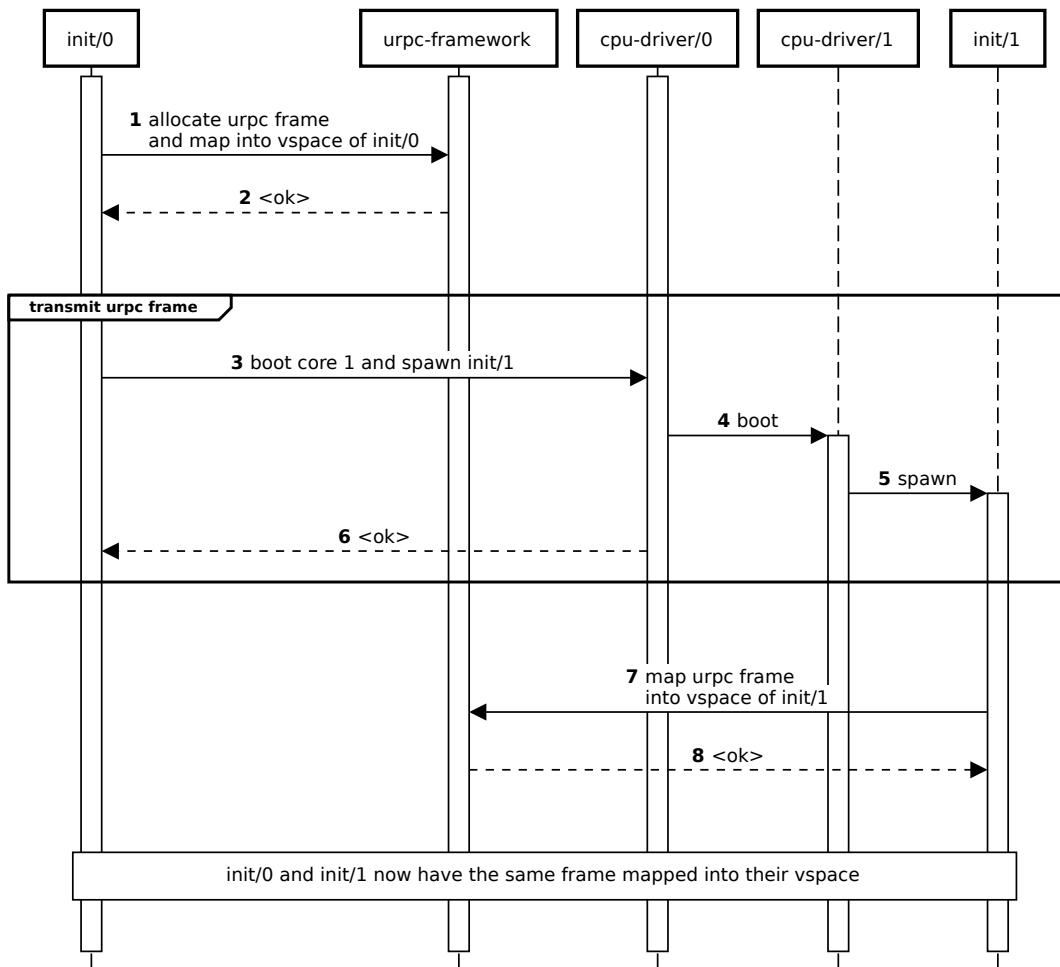 init/0
urpc-framework
cpu-driver/0
cpu-driver/1
init/1
1 allocate urpc frame
and map into vspace of init/0
2 <ok>
transmit urpc frame
3 boot core 1 and spawn init/1
4 boot
5 spawn
6 <ok>
7 map urpc frame
into vspace of init/1
8 <ok>
init/0 and init/1 now have the same frame mapped into their vspace